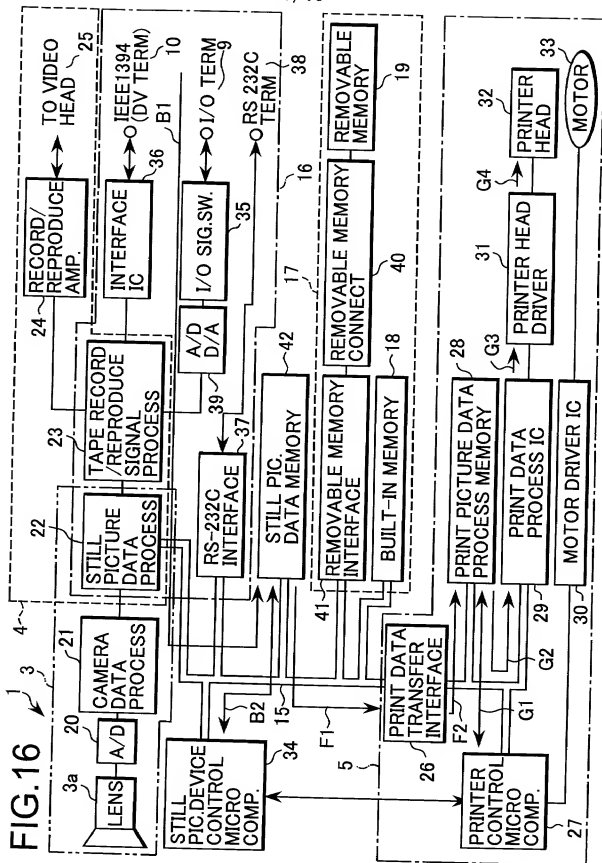 FIG.16
1
3
4
3a
LENS
20
A/D
21
CAMERA DATA
PROCESS
22
STILL
PICTURE
DATA
PROCESS
23
TAPE RECORD
/REPRODUCE
SIGNAL
PROCESS
24
RECORD/
REPRODUCE
AMP.
TO VIDEO
HEAD
25
INTERFACE
IC
36
IEEE1394
(DV TERM)
10
B1
A/D
D/A
39
I/O SIG.SW.
35
I/O TERM
9
RS 232C
TERM
38
16
RS-232C
INTERFACE
37
STILL PIC.
DATA MEMORY
42
17
REMOVABLE MEMORY
INTERFACE
41
REMOVABLE MEMORY
CONNECT
40
REMOVABLE
MEMORY
19
BUILT-IN MEMORY
18
STILL
PIC.DEVICE
CONTROL
MICRO
COMP.
34
B2
15
F1
5
PRINT DATA
TRANSFER
INTERFACE
26
F2
G1
G2
PRINTER
CONTROL
MICRO
COMP.
27
PRINT PICTURE DATA
PROCESS MEMORY
28
PRINT DATA
PROCESS IC
29
MOTOR DRIVER IC
30
G3
PRINTER HEAD
DRIVER
31
G4
PRINTER
HEAD
32
MOTOR
33